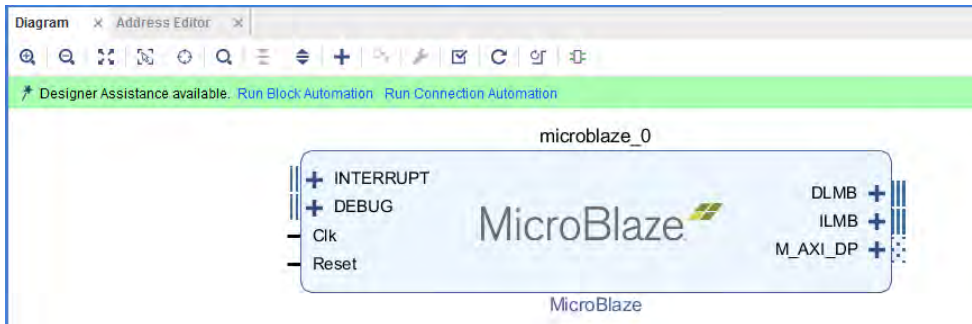 Diagram × Address Editor ×
Designer Assistance available. Run Block Automation Run Connection Automation
microblaze_0
INTERRUPT
DEBUG
Clk
Reset
MicroBlaze
DLMB
ILMB
M_AXI_DP
MicroBlaze